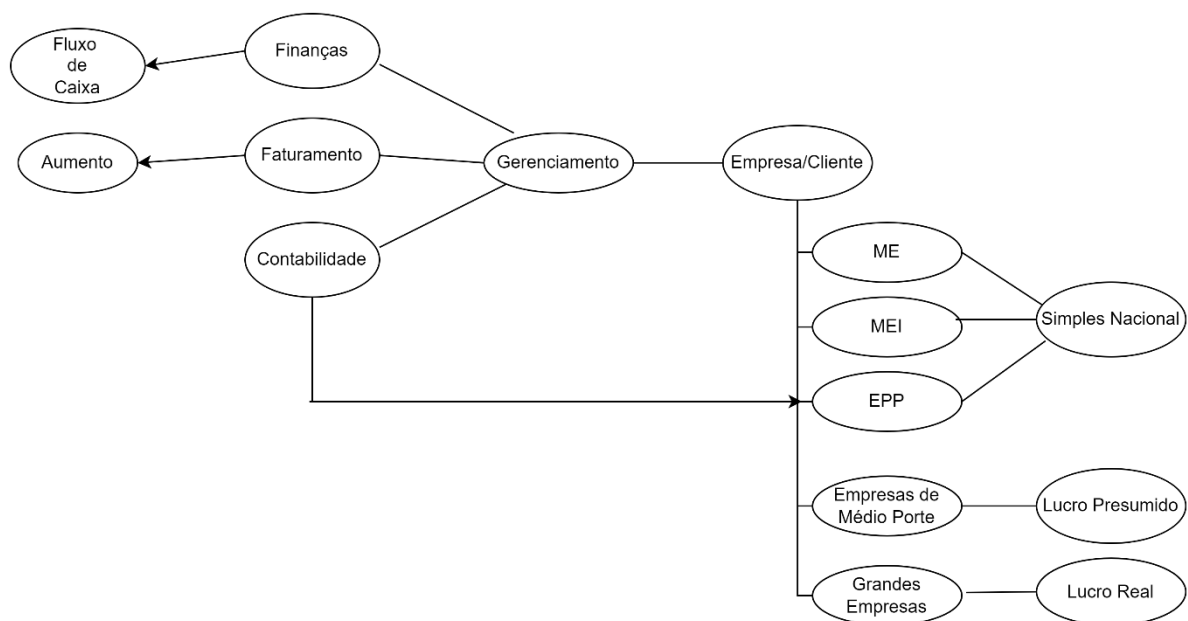 Fluxo
de
Caixa
Finanças
Aumento
Faturamento
Gerenciamento
Empresa/Cliente
Contabilidade
ME
MEI
Simples Nacional
EPP
Empresas de
Médio Porte
Lucro Presumido
Grandes
Empresas
Lucro Real